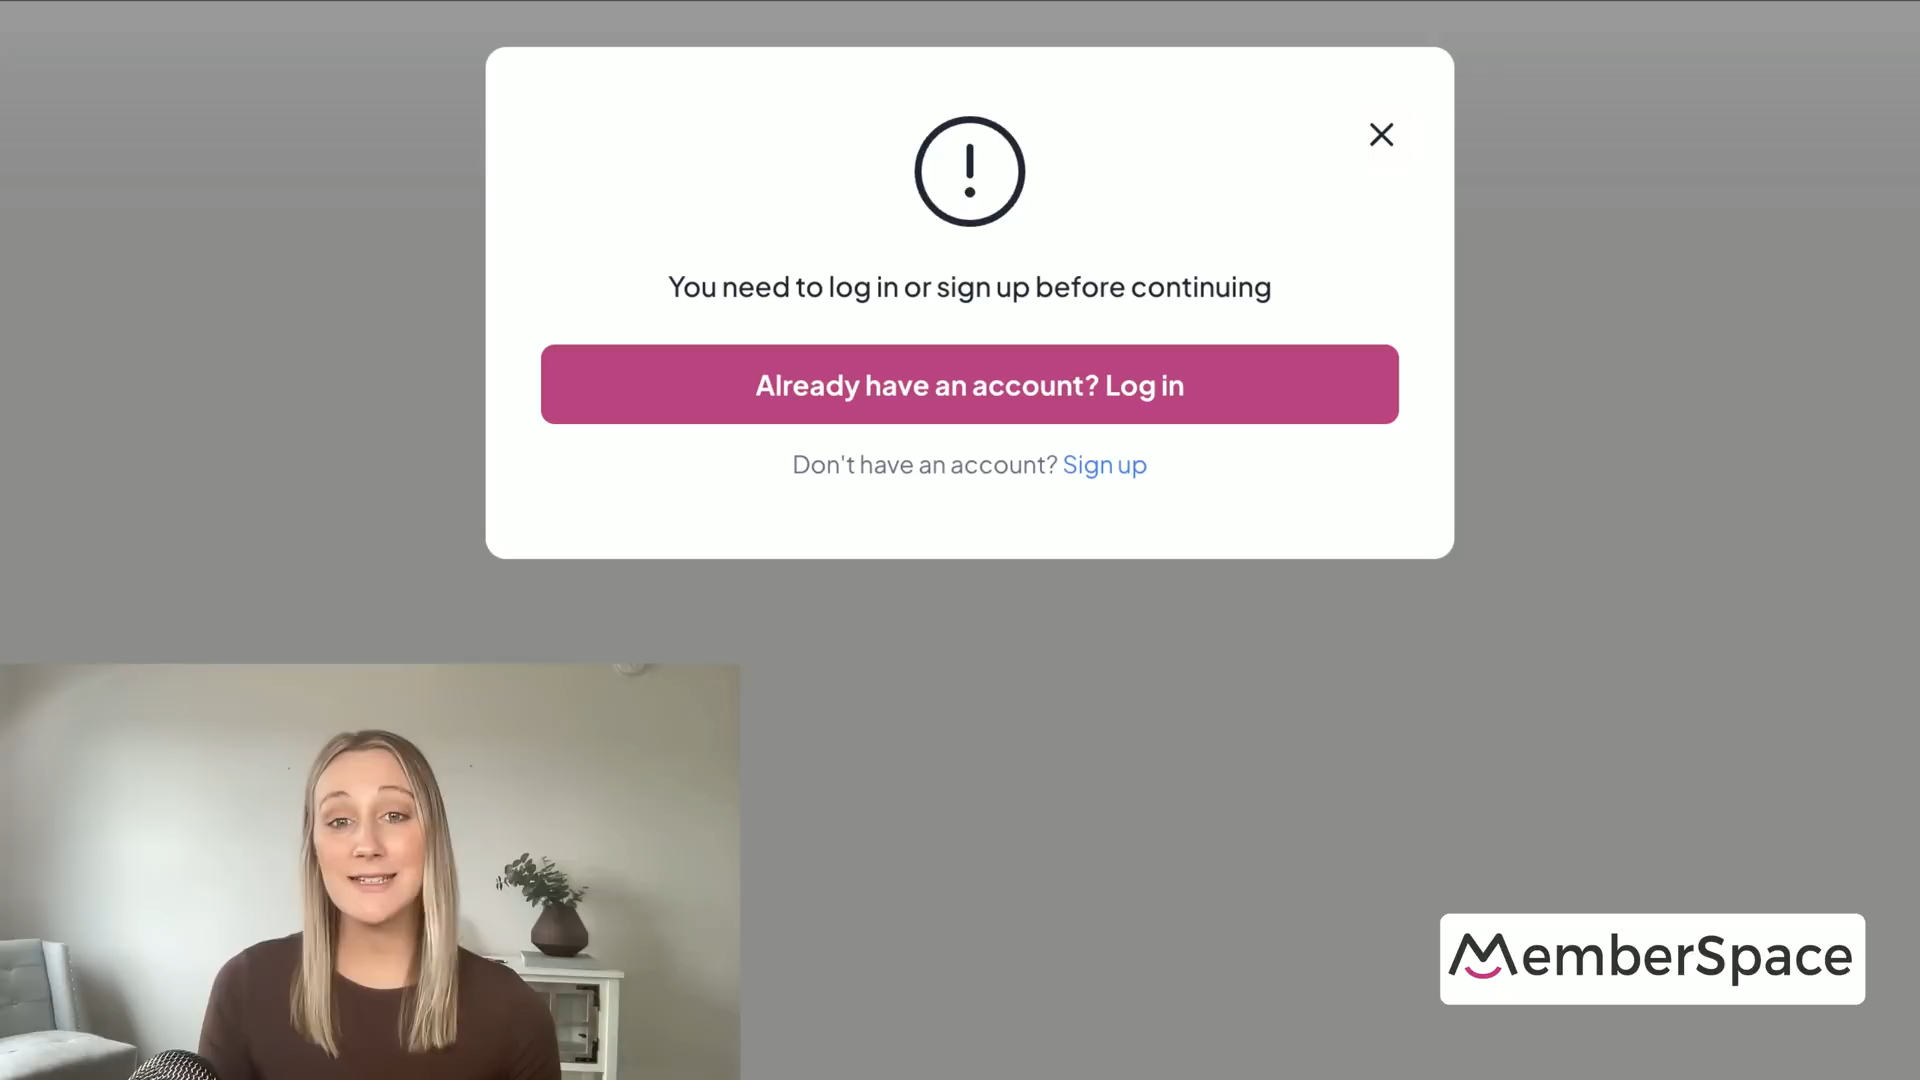 You need to log in or sign up before continuing
Already have an account? Log in
Don't have an account? Sign up
MemberSpace